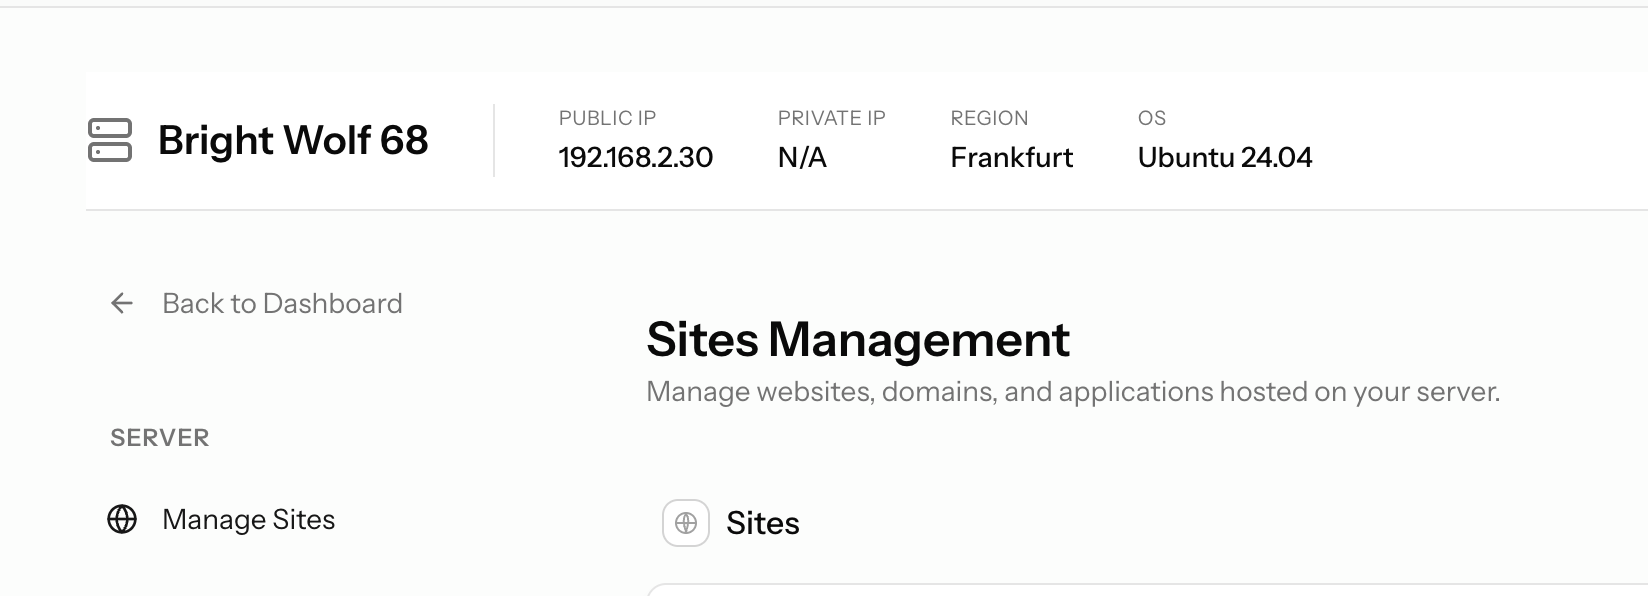 Bright Wolf 68
PUBLIC IP
192.168.2.30
PRIVATE IP
N/A
REGION
Frankfurt
OS
Ubuntu 24.04
Back to Dashboard
SERVER
Manage Sites
Sites Management
Manage websites, domains, and applications hosted on your server.
Sites